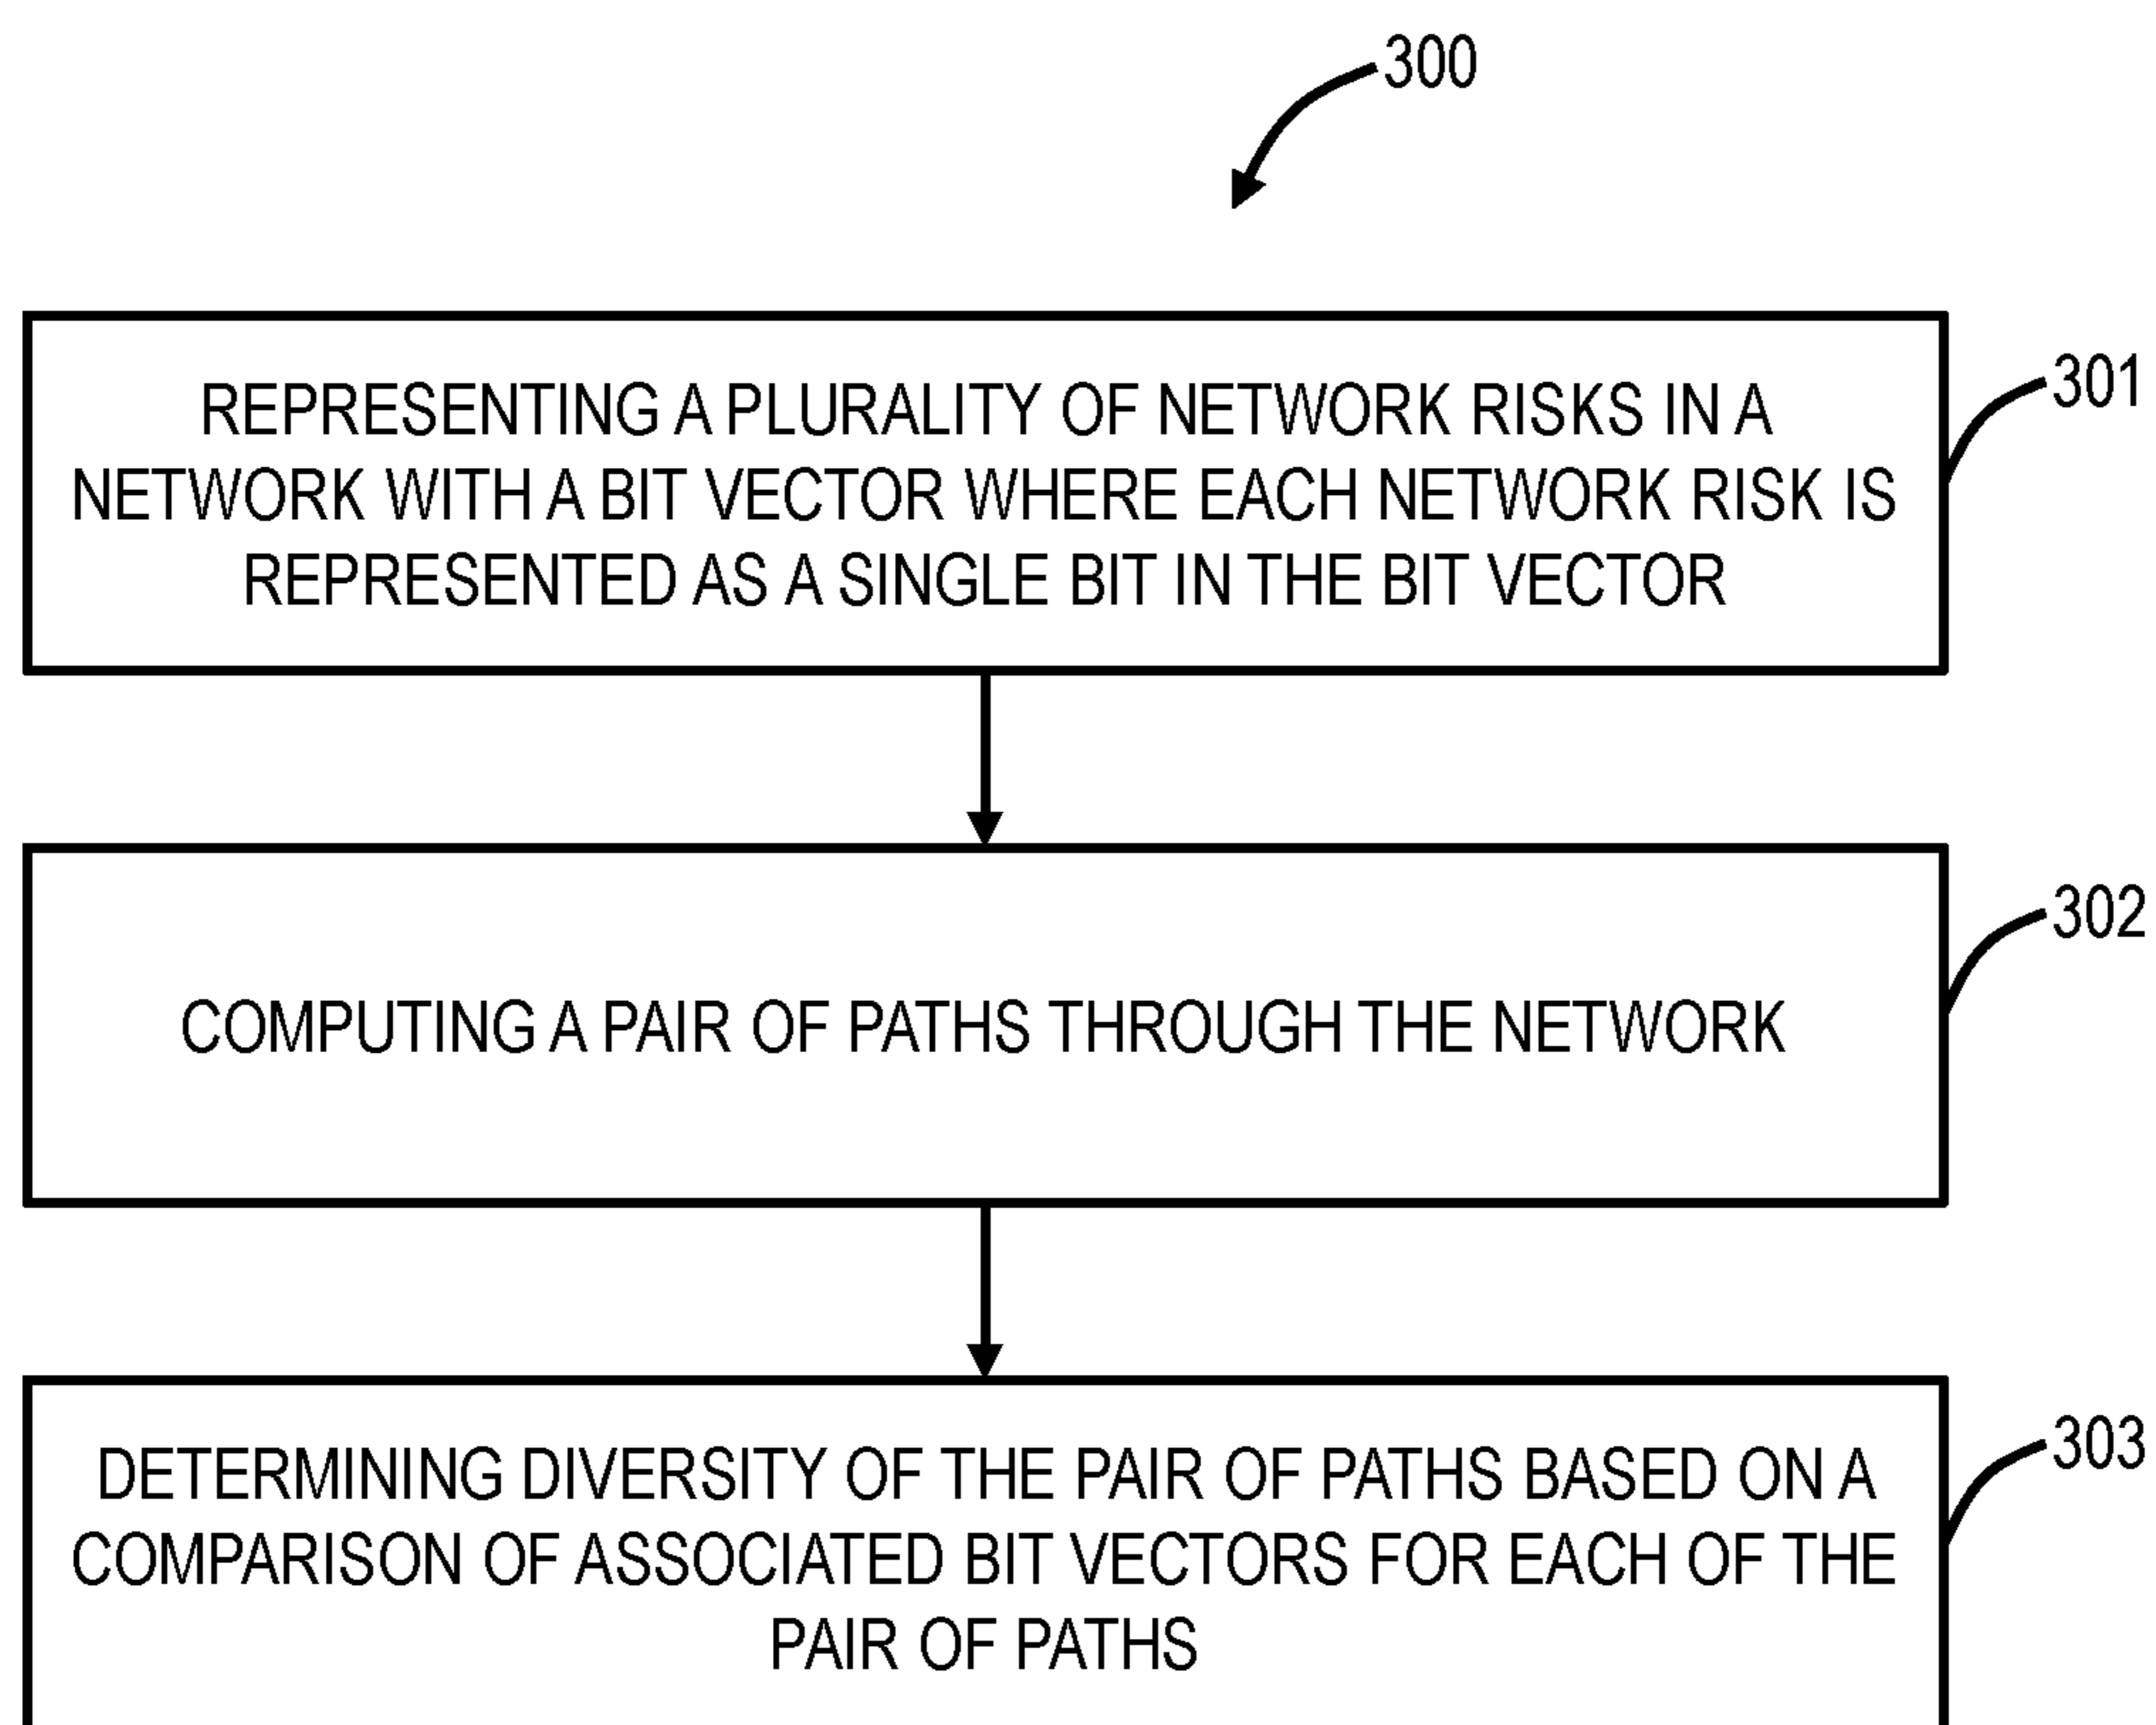 300
REPRESENTING A PLURALITY OF NETWORK RISKS IN A
NETWORK WITH A BIT VECTOR WHERE EACH NETWORK RISK IS
REPRESENTED AS A SINGLE BIT IN THE BIT VECTOR
301
COMPUTING A PAIR OF PATHS THROUGH THE NETWORK
302
DETERMINING DIVERSITY OF THE PAIR OF PATHS BASED ON A
COMPARISON OF ASSOCIATED BIT VECTORS FOR EACH OF THE
PAIR OF PATHS
303